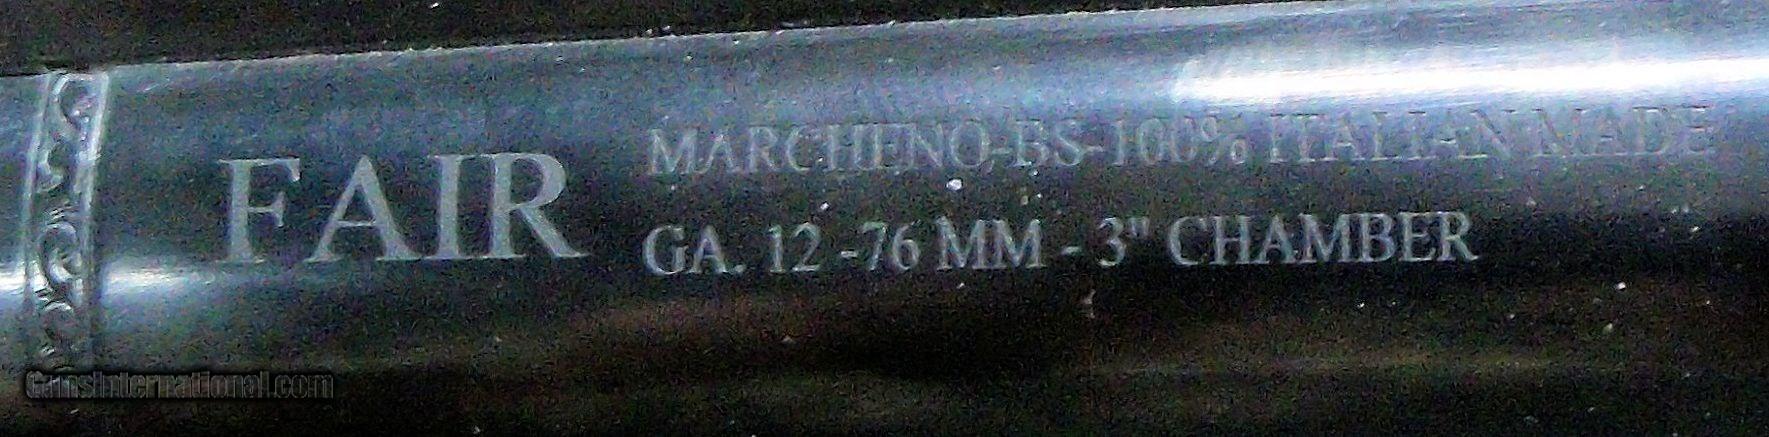 FAIR
MARCHENO-BS-100% ITALIAN MADE
GA. 12 -76 MM - 3" CHAMBER
GunsInternational.com